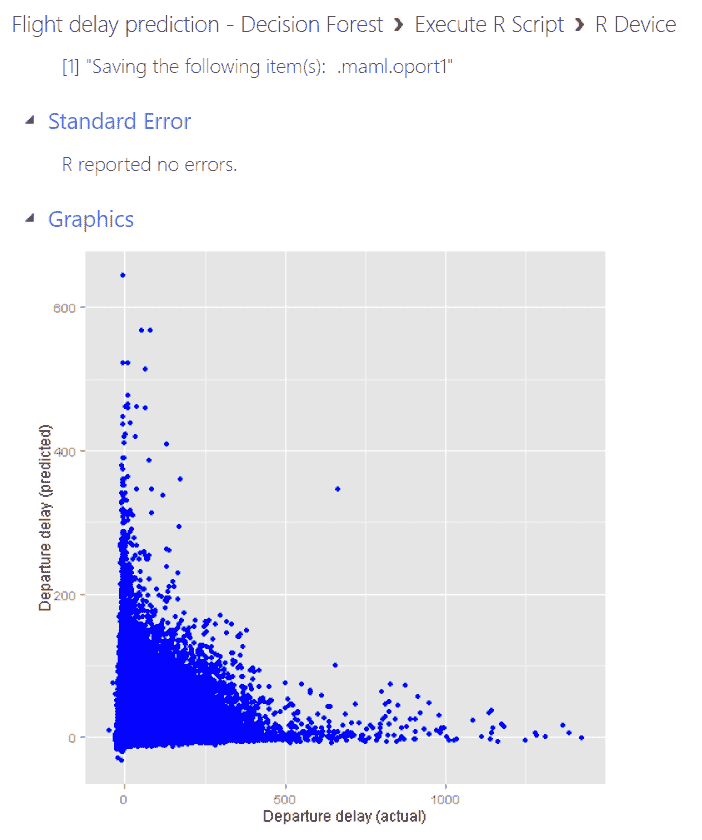 Flight delay prediction - Decision Forest › Execute R Script › R Device
[1] "Saving the following item(s):  .maml.oport1"
Standard Error
R reported no errors.
Graphics
600
400
200
0
Departure delay (predicted)
0
500
1000
Departure delay (actual)